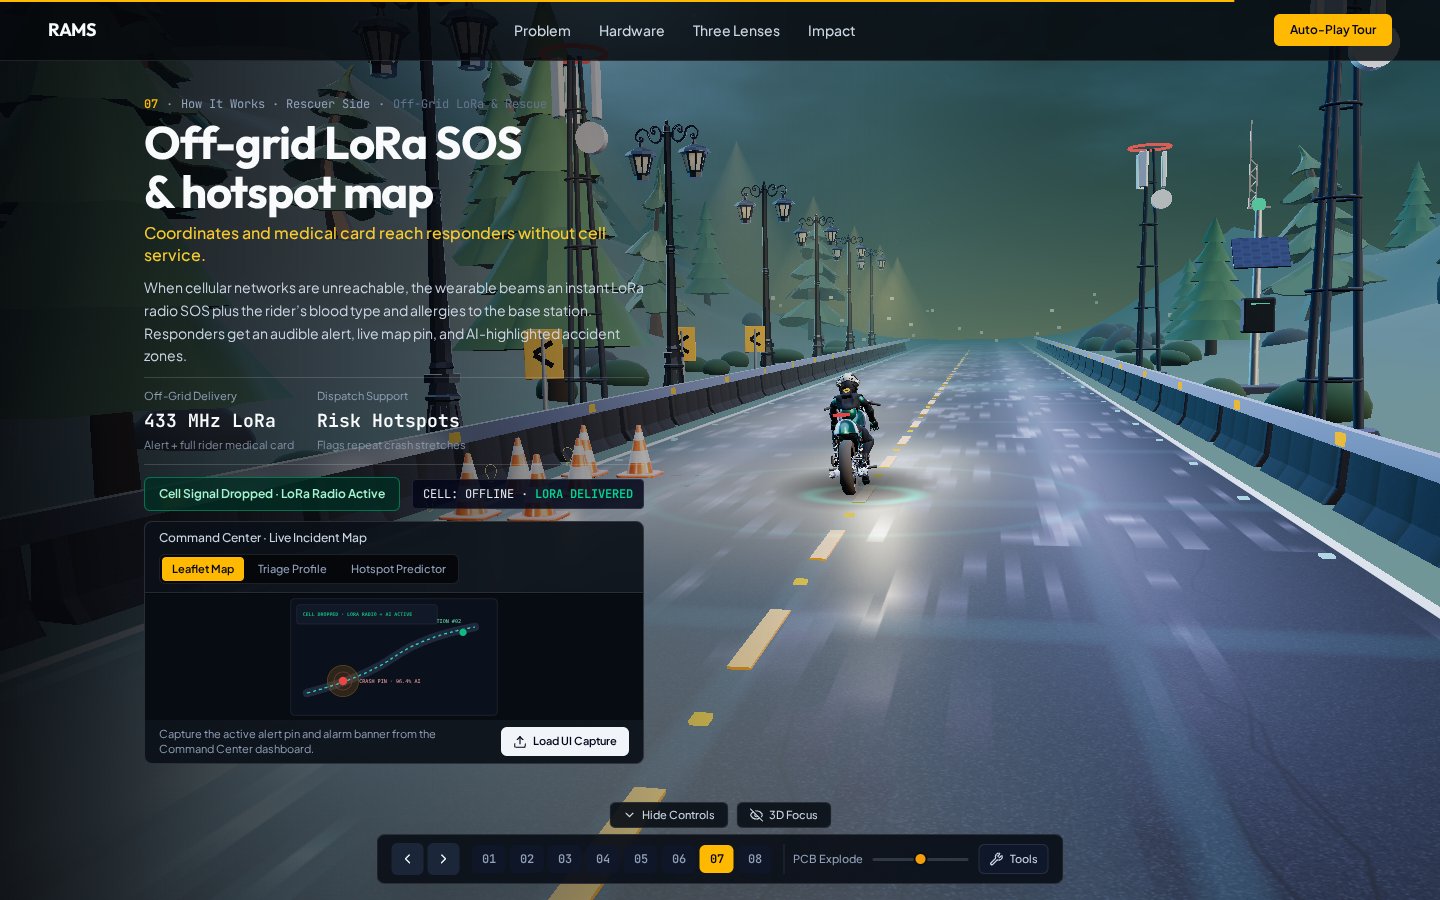 RAMS
Problem
Hardware
Three Lenses
Impact
Auto-Play Tour
07 · How It Works · Rescuer Side · Off-Grid LoRa & Rescue
Off-grid LoRa SOS
& hotspot map
Coordinates and medical card reach responders without cell
service.
When cellular networks are unreachable, the wearable beams an instant LoRa
radio SOS plus the rider's blood type and allergies to the base station.
Responders get an audible alert, live map pin, and AI-highlighted accident
zones.
Off-Grid Delivery
433 MHz LoRa
Alert + full rider medical card
Dispatch Support
Risk Hotspots
Flags repeat crash stretches
Cell Signal Dropped · LoRa Radio Active
CELL: OFFLINE · LORA DELIVERED
Command Center · Live Incident Map
Leaflet Map
Triage Profile
Hotspot Predictor
CELL DROPPED · LORA RADIO + AI ACTIVE
TION #02
CRASH PIN · 96.4% AI
Capture the active alert pin and alarm banner from the
Command Center dashboard.
Load UI Capture
Hide Controls
3D Focus
01 02 03 04 05 06 07 08
PCB Explode
Tools